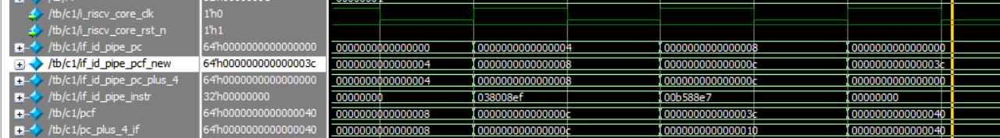 /tb/c1/i_riscv_core_clk 1'h0
/tb/c1/i_riscv_core_rst_n 1'h1
/tb/c1/if_id_pipe_pc 64'h0000000000000000 0000000000000000 0000000000000004 0000000000000008 0000000000000000
/tb/c1/if_id_pipe_pcf_new 64'h000000000000003c 0000000000000004 0000000000000008 000000000000000c 000000000000003c
/tb/c1/if_id_pipe_pc_plus_4 64'h0000000000000000 0000000000000004 0000000000000008 000000000000000c 0000000000000000
/tb/c1/if_id_pipe_instr 32'h00000000 00000000 038008ef 00b588e7 00000000
/tb/c1/pcf 64'h0000000000000040 0000000000000008 000000000000000c 000000000000003c 0000000000000040
/tb/c1/pc_plus_4_if 64'h0000000000000040 0000000000000008 000000000000000c 0000000000000010 0000000000000040